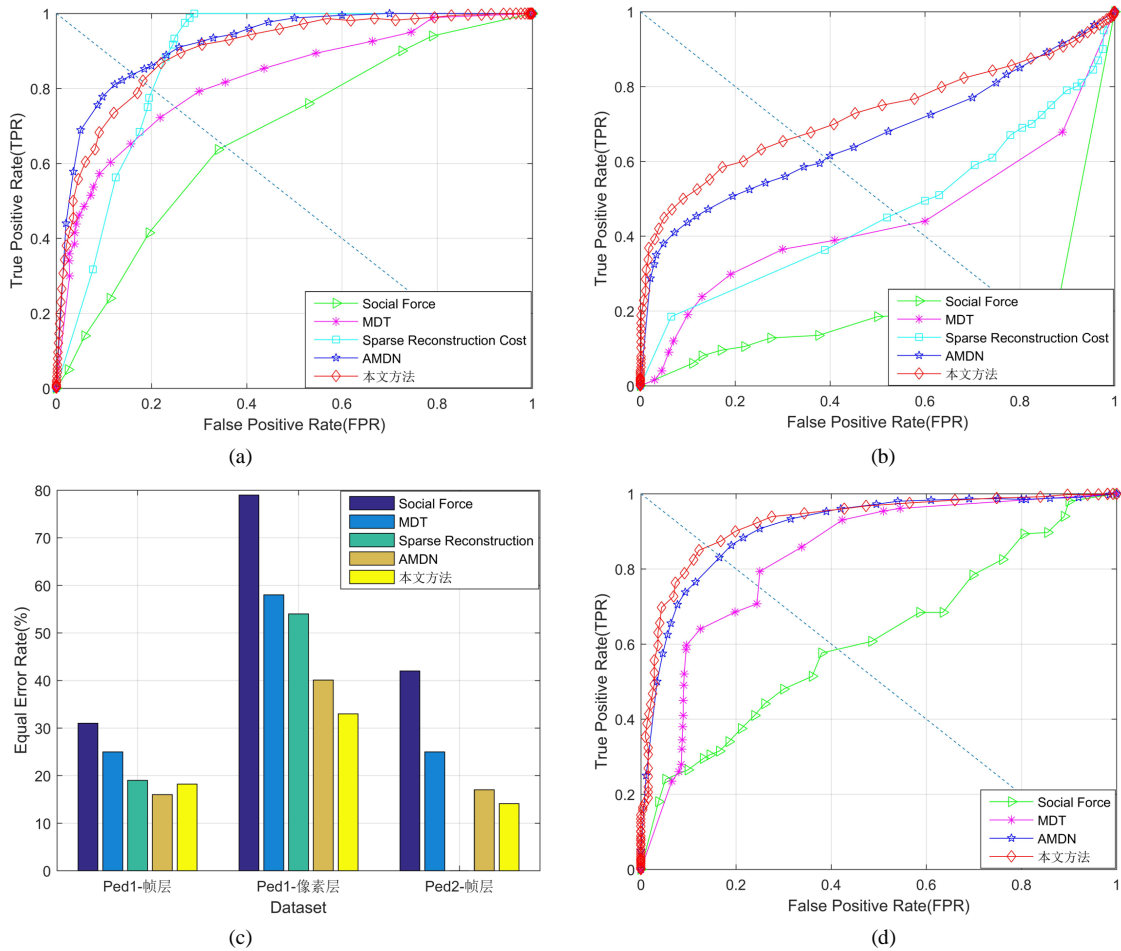 True Positive Rate(TPR)
1
0.8
0.6
0.4
0.2
0
0
0.2
0.4
0.6
0.8
1
False Positive Rate(FPR)
Social Force
MDT
Sparse Reconstruction Cost
AMDN
本文方法
(a)
True Positive Rate(TPR)
1
0.8
0.6
0.4
0.2
0
0
0.2
0.4
0.6
0.8
1
False Positive Rate(FPR)
Social Force
MDT
Sparse Reconstruction Cost
AMDN
本文方法
(b)
Equal Error Rate(%)
80
70
60
50
40
30
20
10
0
Social Force
MDT
Sparse Reconstruction
AMDN
本文方法
Ped1-帧层
Ped1-像素层
Ped2-帧层
Dataset
(c)
True Positive Rate(TPR)
1
0.8
0.6
0.4
0.2
0
0
0.2
0.4
0.6
0.8
1
False Positive Rate(FPR)
Social Force
MDT
AMDN
本文方法
(d)